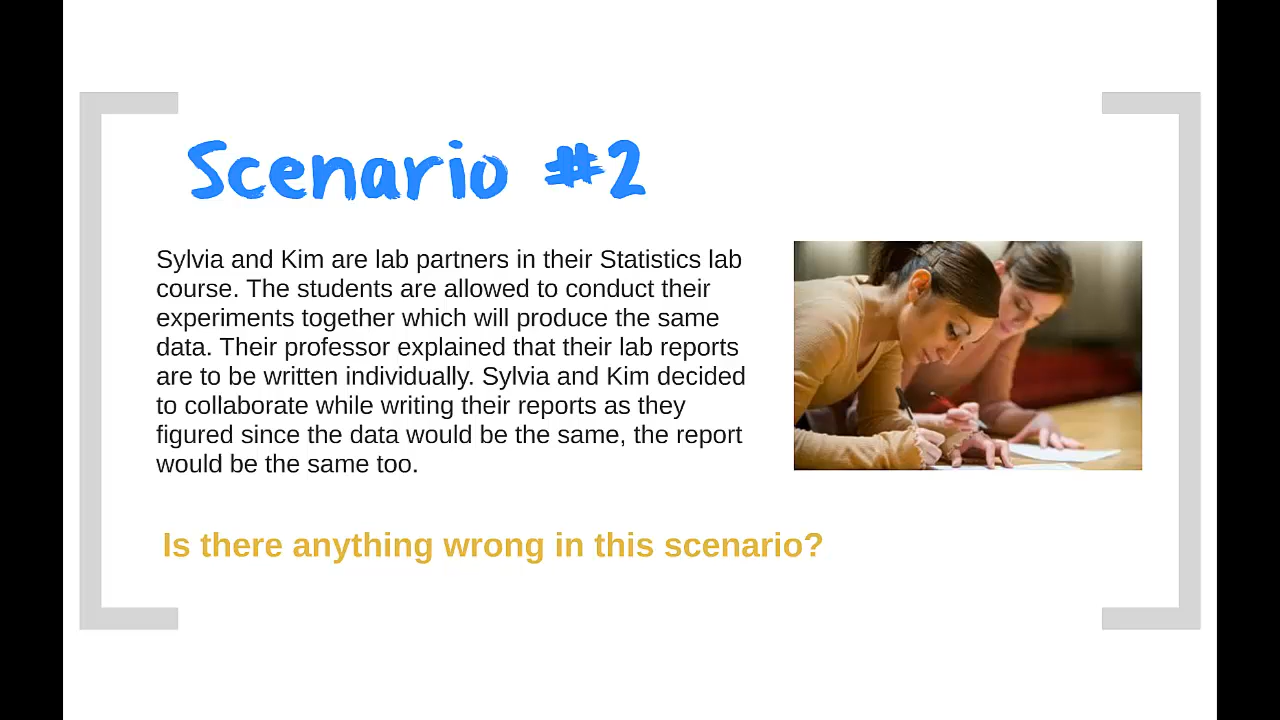 Scenario #2
Sylvia and Kim are lab partners in their Statistics lab
course. The students are allowed to conduct their
experiments together which will produce the same
data. Their professor explained that their lab reports
are to be written individually. Sylvia and Kim decided
to collaborate while writing their reports as they
figured since the data would be the same, the report
would be the same too.
Is there anything wrong in this scenario?